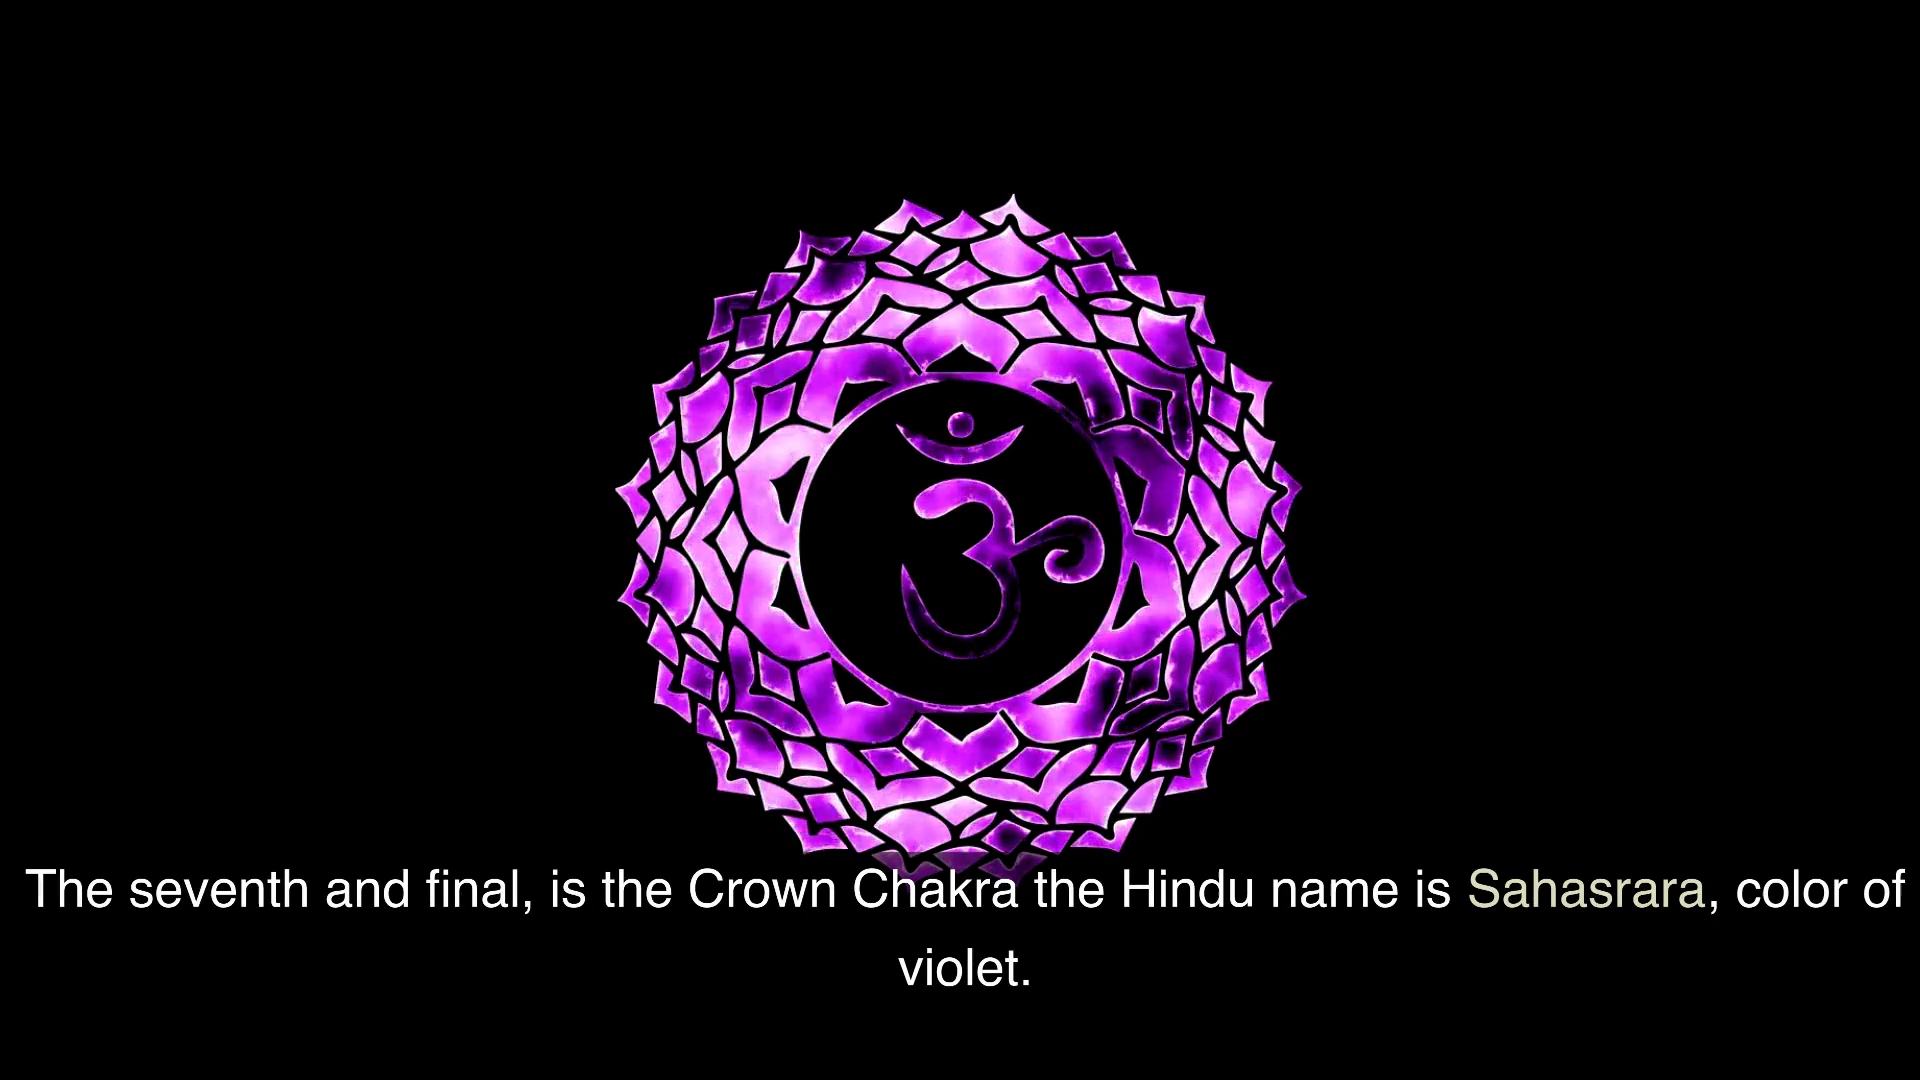 ॐ
The seventh and final, is the Crown Chakra the Hindu name is Sahasrara, color of
violet.